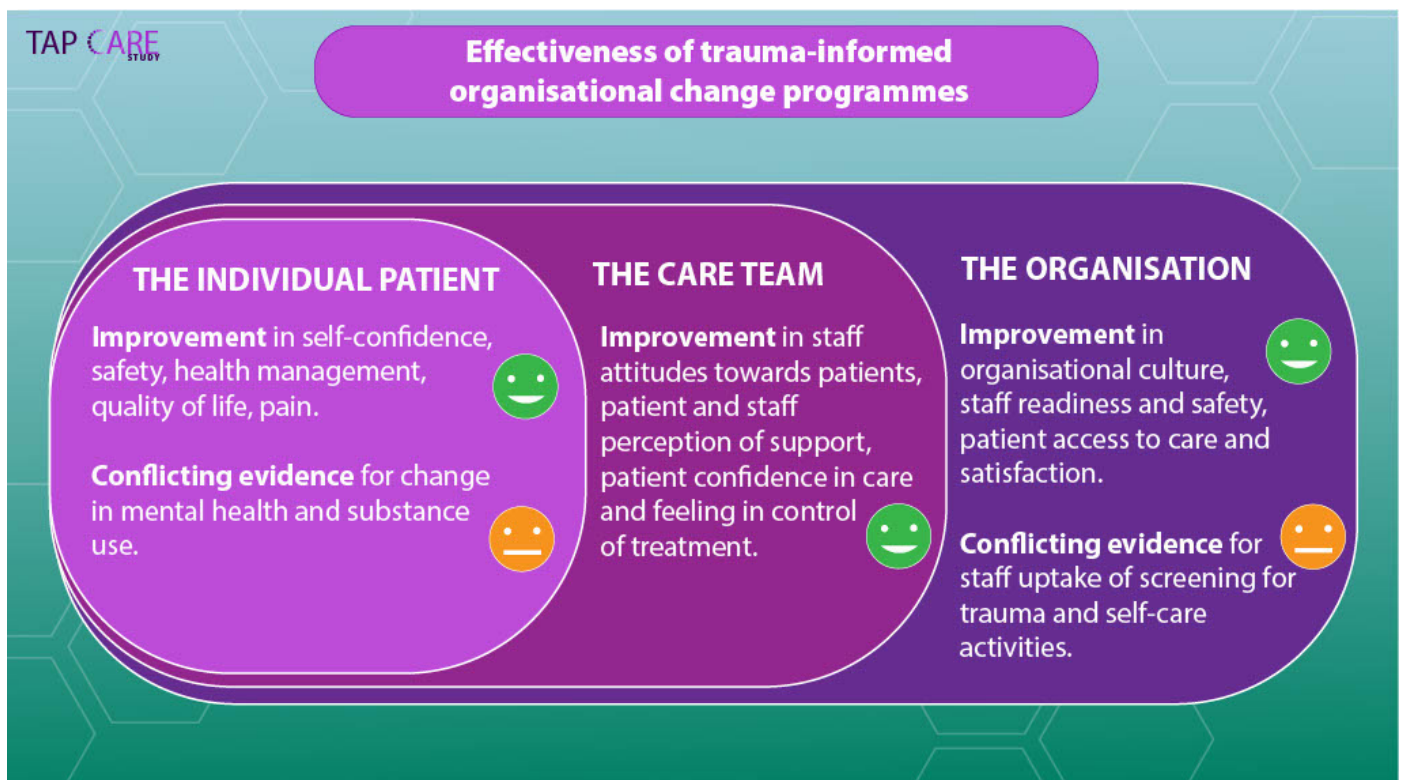 TAP CARE
STUDY
Effectiveness of trauma-informed
organisational change programmes
THE INDIVIDUAL PATIENT
Improvement in self-confidence,
safety, health management,
quality of life, pain.
Conflicting evidence for change
in mental health and substance
use.
THE CARE TEAM
Improvement in staff
attitudes towards patients,
patient and staff
perception of support,
patient confidence in care
and feeling in control
of treatment.
THE ORGANISATION
Improvement in
organisational culture,
staff readiness and safety,
patient access to care and
satisfaction.
Conflicting evidence for
staff uptake of screening for
trauma and self-care
activities.